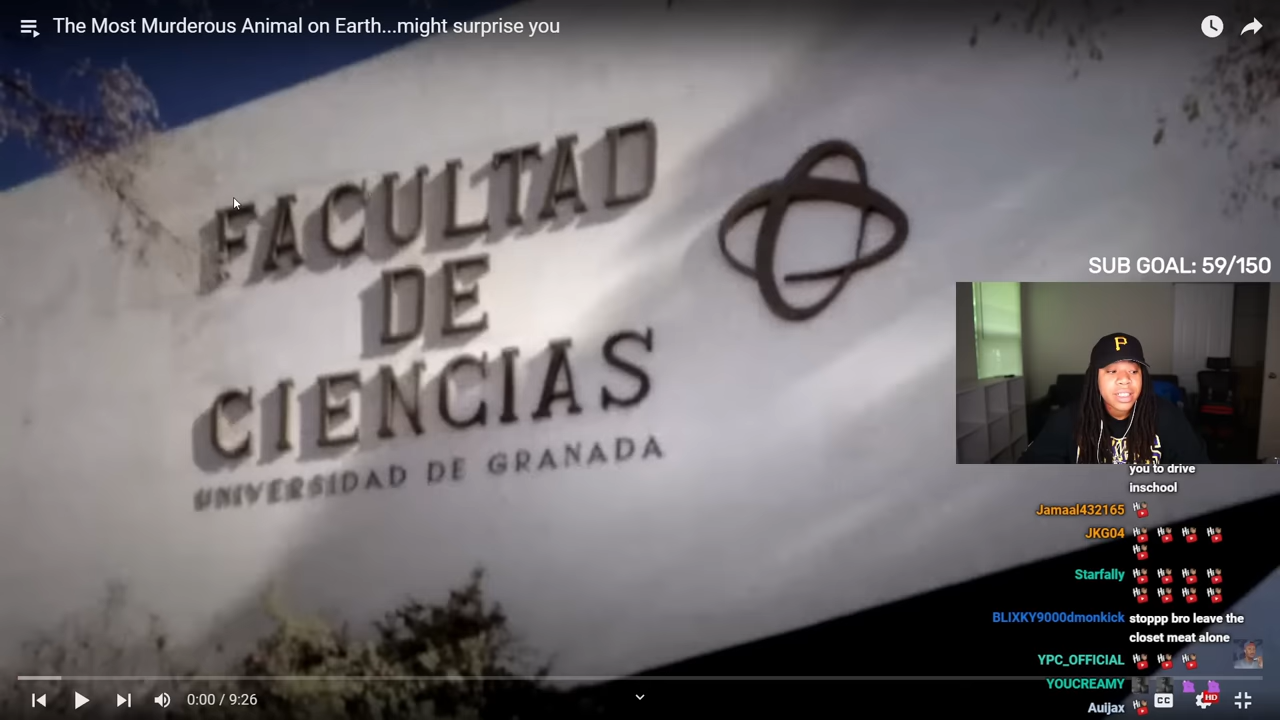 The Most Murderous Animal on Earth...might surprise you
FACULTAD
DE
CIENCIAS
UNIVERSIDAD DE GRANADA
SUB GOAL: 59/150
P
you to drive
inschool
Jamaal432165
JKG04
Starfally
BLIXKY9000dmonkick stoppp bro leave the
closet meat alone
YPC_OFFICIAL
YOUCREAMY
Auijax
0:00 / 9:26
CC
HD